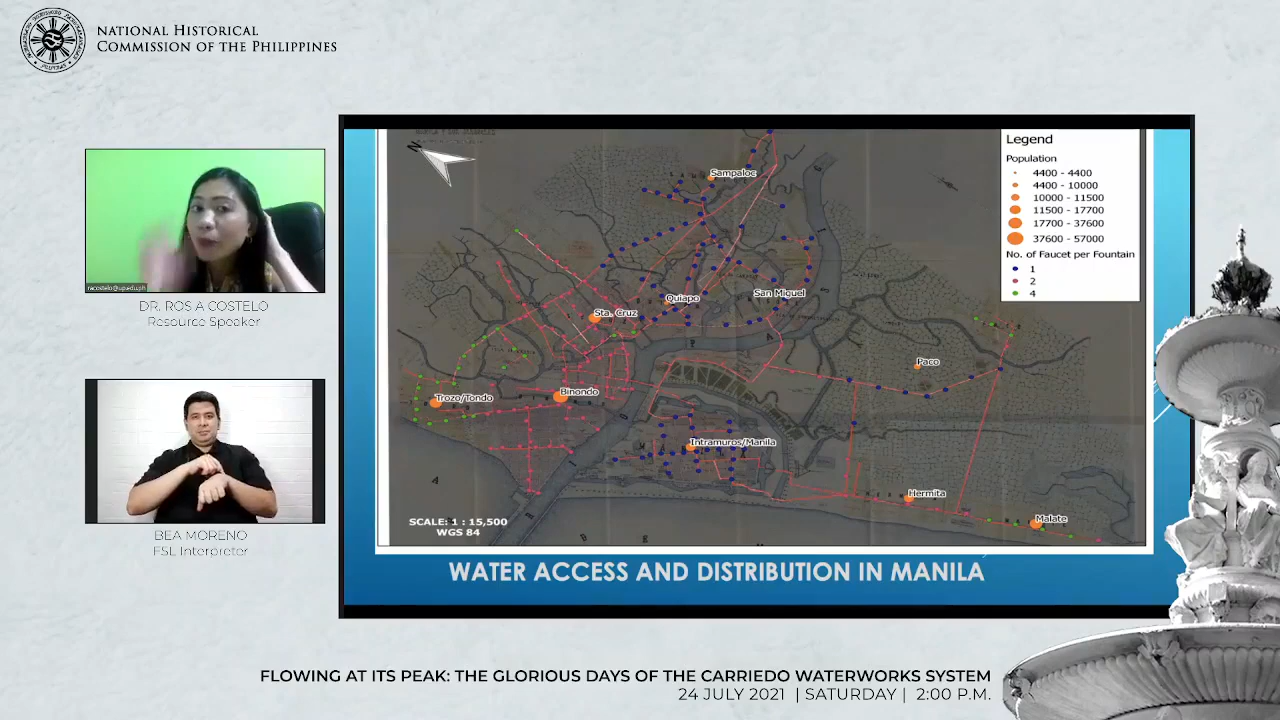 NATIONAL HISTORICAL
COMMISSION OF THE PHILIPPINES
racostelo@up.edu.ph
DR. ROS A COSTELO
Resource Speaker
BEA MORENO
FSL Interpreter
N
Sampaloc
Quiapo
San Miguel
Sta. Cruz
Paco
Trozo/Tondo
Binondo
Intramuros/Manila
Hermita
Malate
SCALE: 1 : 15,500
WGS 84
Legend
Population
4400 - 4400
4400 - 10000
10000 - 11500
11500 - 17700
17700 - 37600
37600 - 57000
No. of Faucet per Fountain
1
2
4
WATER ACCESS AND DISTRIBUTION IN MANILA
FLOWING AT ITS PEAK: THE GLORIOUS DAYS OF THE CARRIEDO WATERWORKS SYSTEM
24 JULY 2021 | SATURDAY | 2:00 P.M.